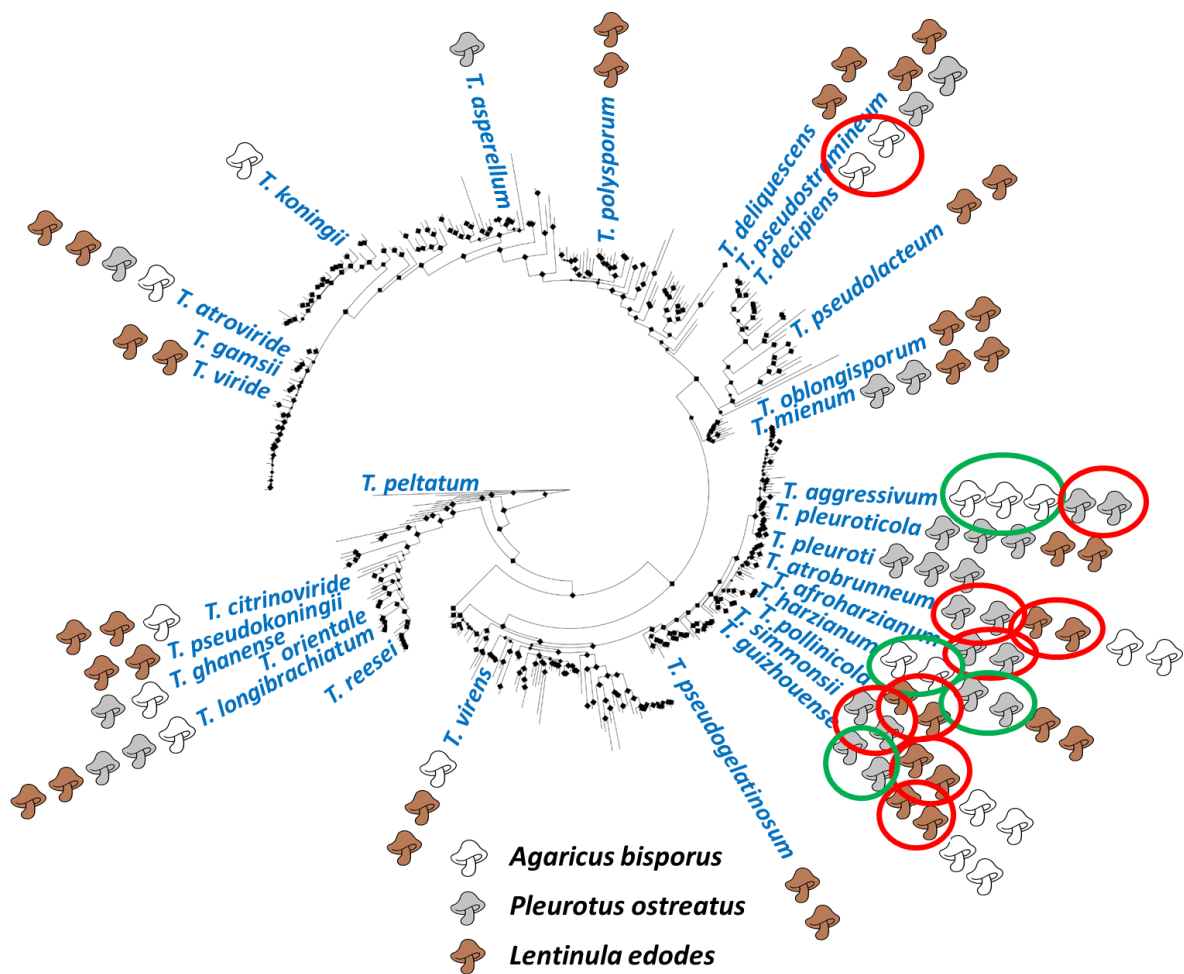 T. asperellum
T. polysporum
T. koningii
T. deliquescens
T. pseudostramineum
T. decipiens
T. pseudolacteum
T. atroviride
T. gamsii
T. viride
T. oblongisporum
T. mienum
T. peltatum
T. aggressivum
T. pleuroticola
T. pleuroti
T. atrobrunneum
T. afroharzianum
T. harzianum
T. pollinicola
T. simmonsii
T. guizhouense
T. citrinoviride
T. pseudokoningii
T. ghanense
T. orientale
T. longibrachiatum
T. reesei
T. virens
T. pseudogelatinosum
Agaricus bisporus
Pleurotus ostreatus
Lentinula edodes